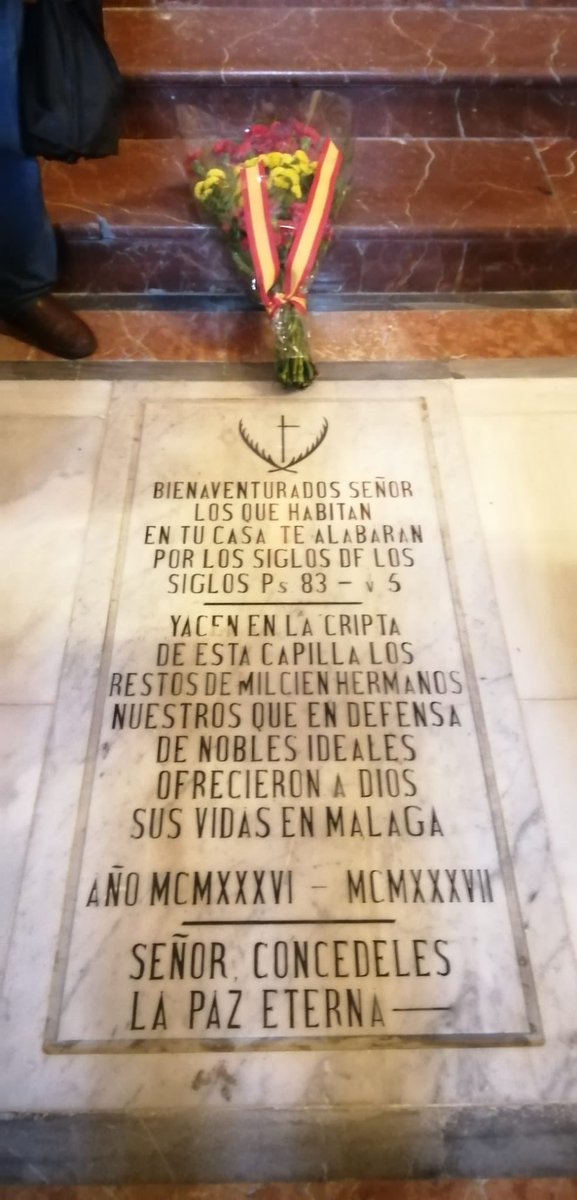 BIENAVENTURADOS SEÑOR
LOS QUE HABITAN
EN TU CASA TE ALABARAN
POR LOS SIGLOS DE LOS
SIGLOS Ps 83 - v 5
YACEN EN LA CRIPTA
DE ESTA CAPILLA LOS
RESTOS DE MIL CIEN HERMANOS
NUESTROS QUE EN DEFENSA
DE NOBLES IDEALES
OFRECIERON A DIOS
SUS VIDAS EN MALAGA
AÑO MCMXXXVI - MCMXXXVII
SEÑOR, CONCEDELES
LA PAZ ETERNA —